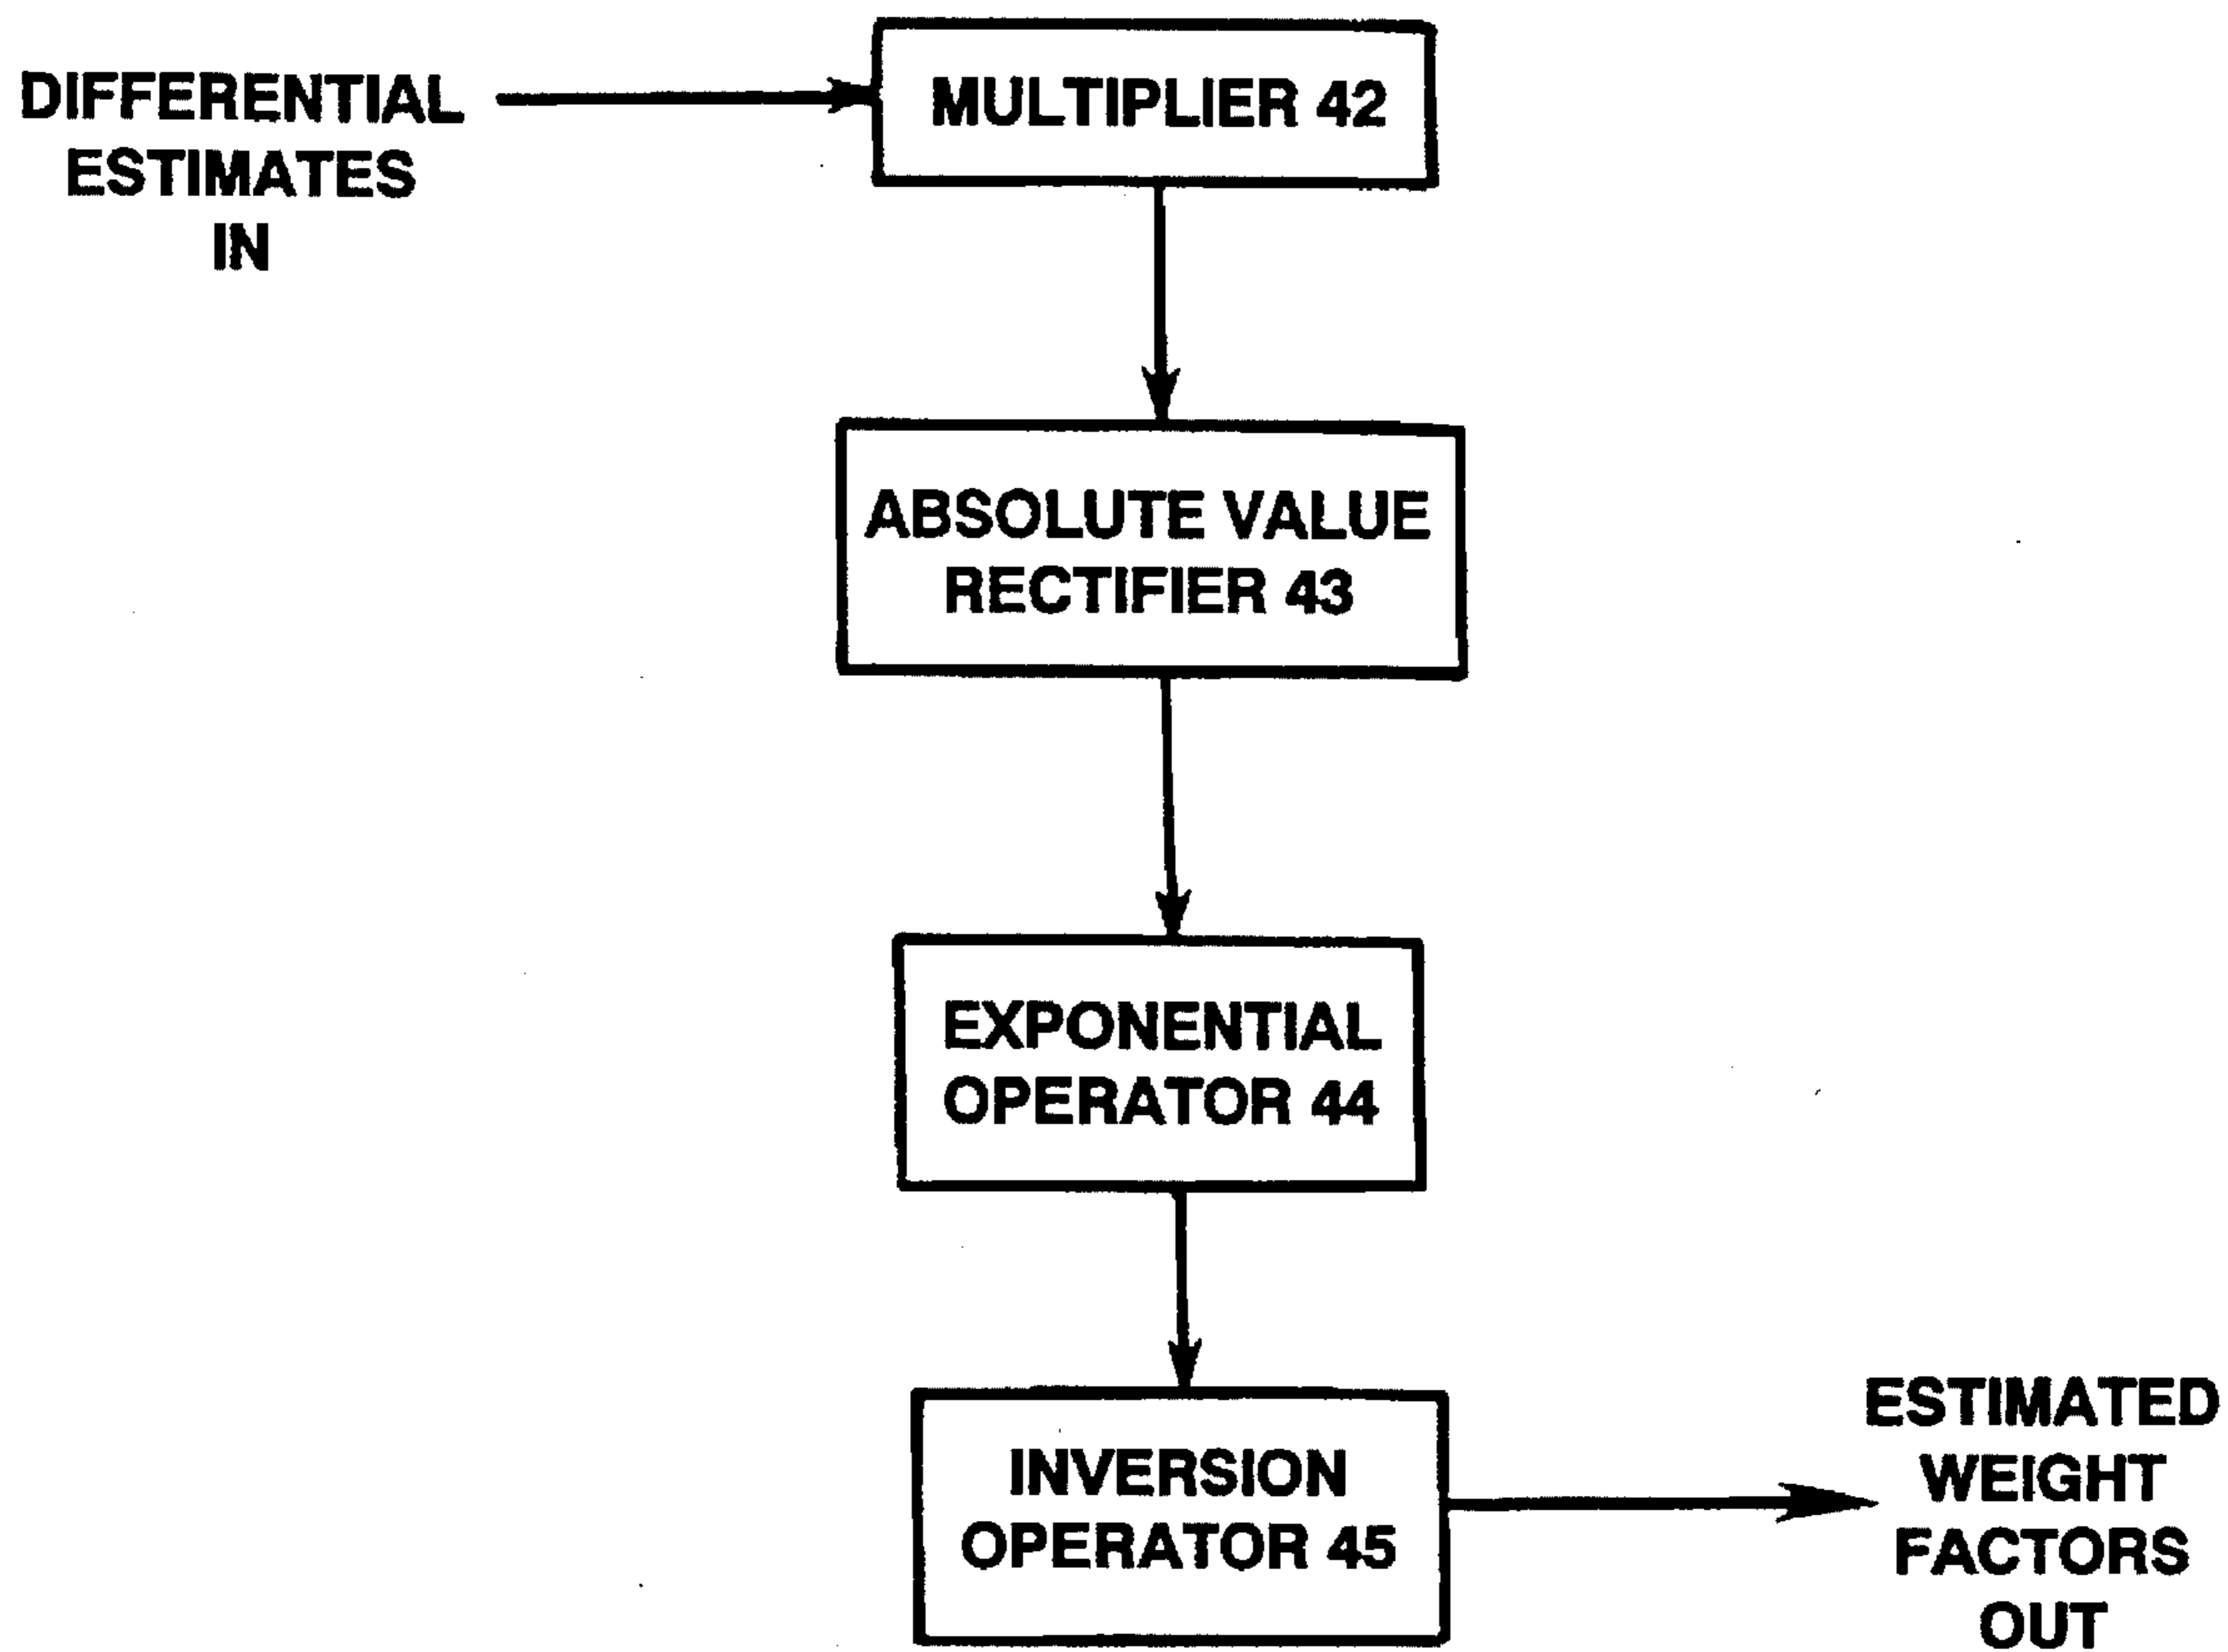 DIFFERENTIAL
ESTIMATES
IN
MULTIPLIER 42
ABSOLUTE VALUE
RECTIFIER 43
EXPONENTIAL
OPERATOR 44
INVERSION
OPERATOR 45
ESTIMATED
WEIGHT
FACTORS
OUT